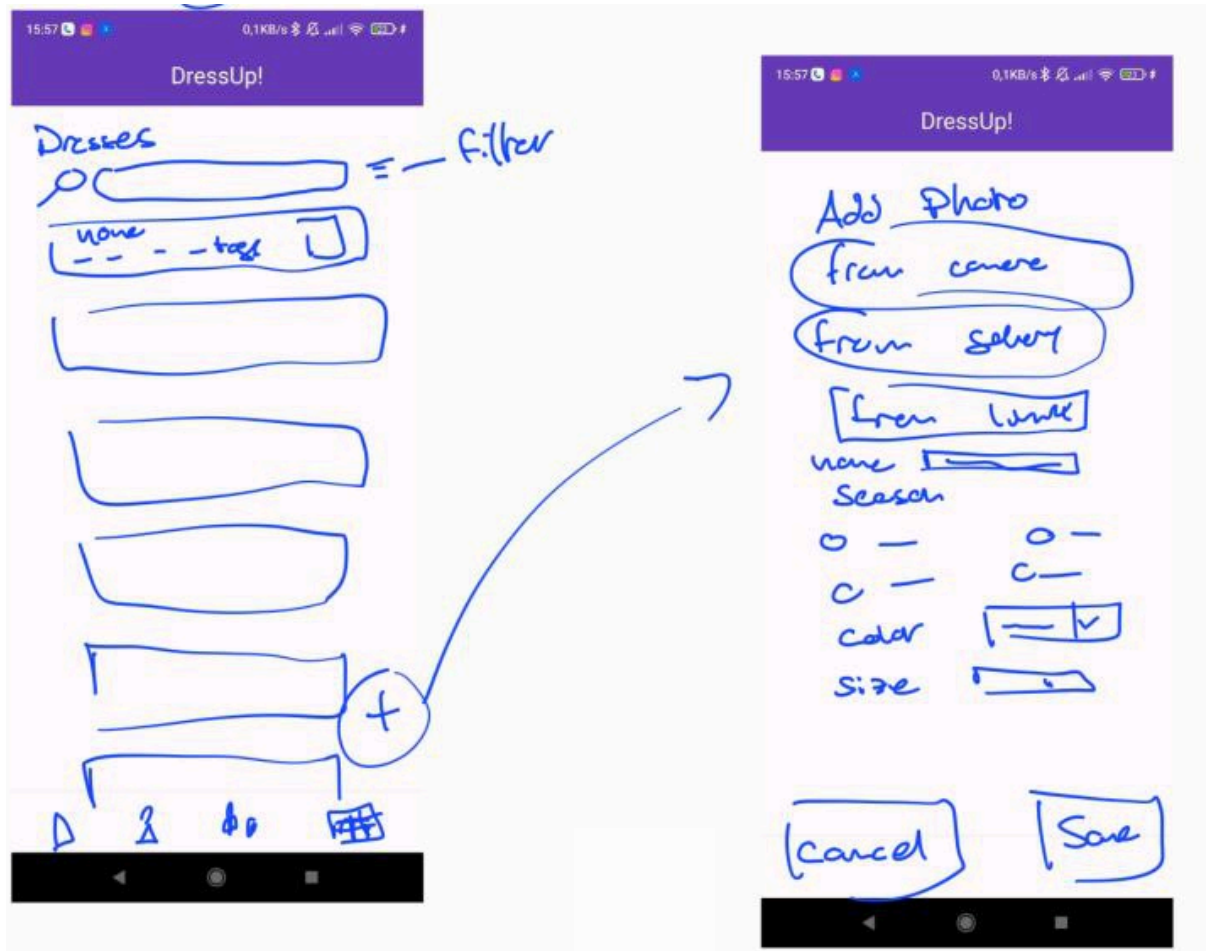 15:57
0,1KB/s
DressUp!
Dresses
Filter
name
tags
+
15:57
0,1KB/s
DressUp!
Add Photo
from camera
from gallery
from link
name
Season
color
size
Cancel
Save